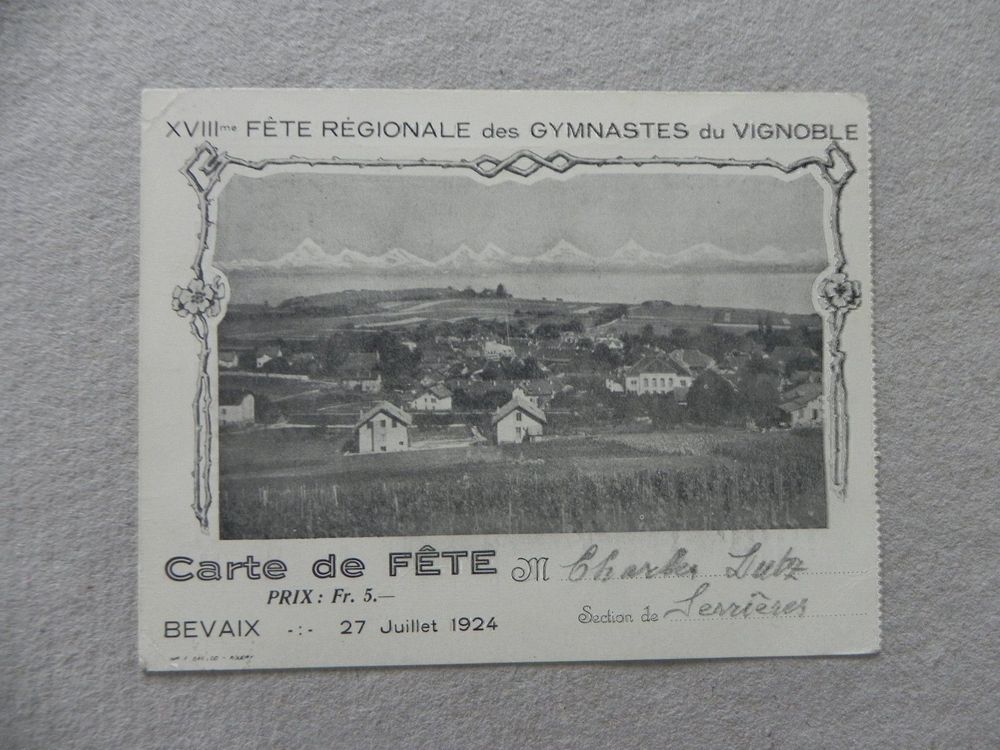 XVIIIme FÊTE RÉGIONALE des GYMNASTES du VIGNOBLE
Carte de FÊTE M Charles
PRIX : Fr. 5.—
Section de Serrières
BEVAIX -:- 27 Juillet 1924